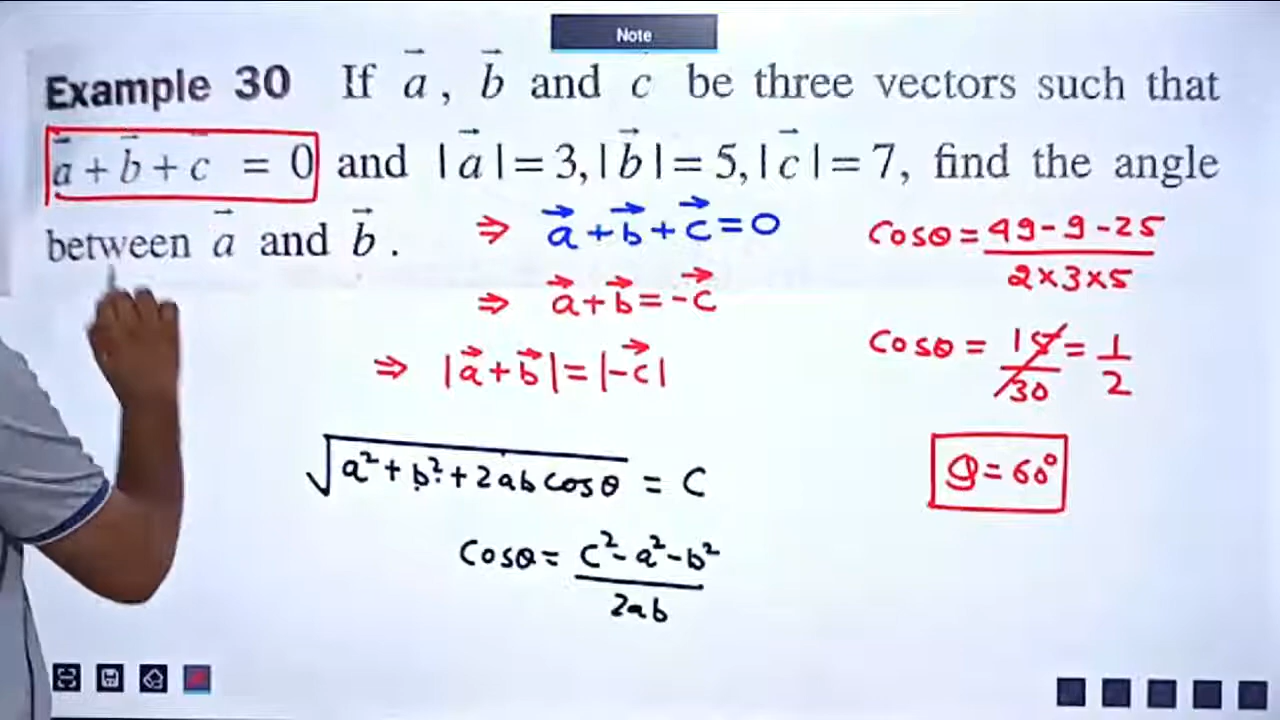 Note
Example 30 If a⃗, b⃗ and c⃗ be three vectors such that
a⃗ + b⃗ + c⃗ = 0 and |a⃗| = 3, |b⃗| = 5, |c⃗| = 7, find the angle
between a⃗ and b⃗.
⇒ a⃗ + b⃗ + c⃗ = 0
⇒ a⃗ + b⃗ = -c⃗
⇒ |a⃗ + b⃗| = |-c⃗|
√(a² + b² + 2ab cosθ) = C
Cosθ = (c² - a² - b²)/(2ab)
Cosθ = (49 - 9 - 25)/(2×3×5)
Cosθ = 15/30 = 1/2
θ = 60°